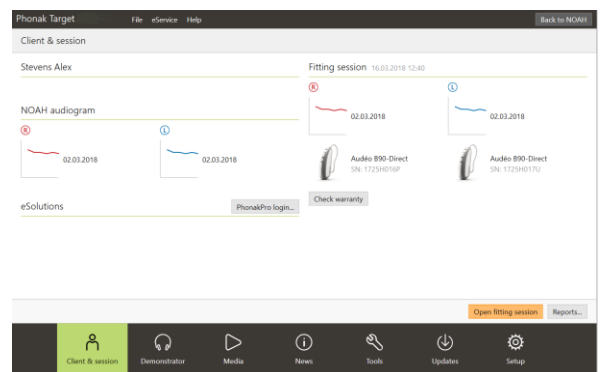 Phonak Target File eService Help Back to NOAH
Client & session
Stevens Alex
NOAH audiogram
R L
02.03.2018 02.03.2018
eSolutions PhonakPro login...
Fitting session 16.03.2018 12:40
R L
02.03.2018 02.03.2018
Audéo B90-Direct Audéo B90-Direct
SN: 1725H016P SN: 1725H017U
Check warranty
Open fitting session Reports...
Client & session Demonstrator Media News Tools Updates Setup